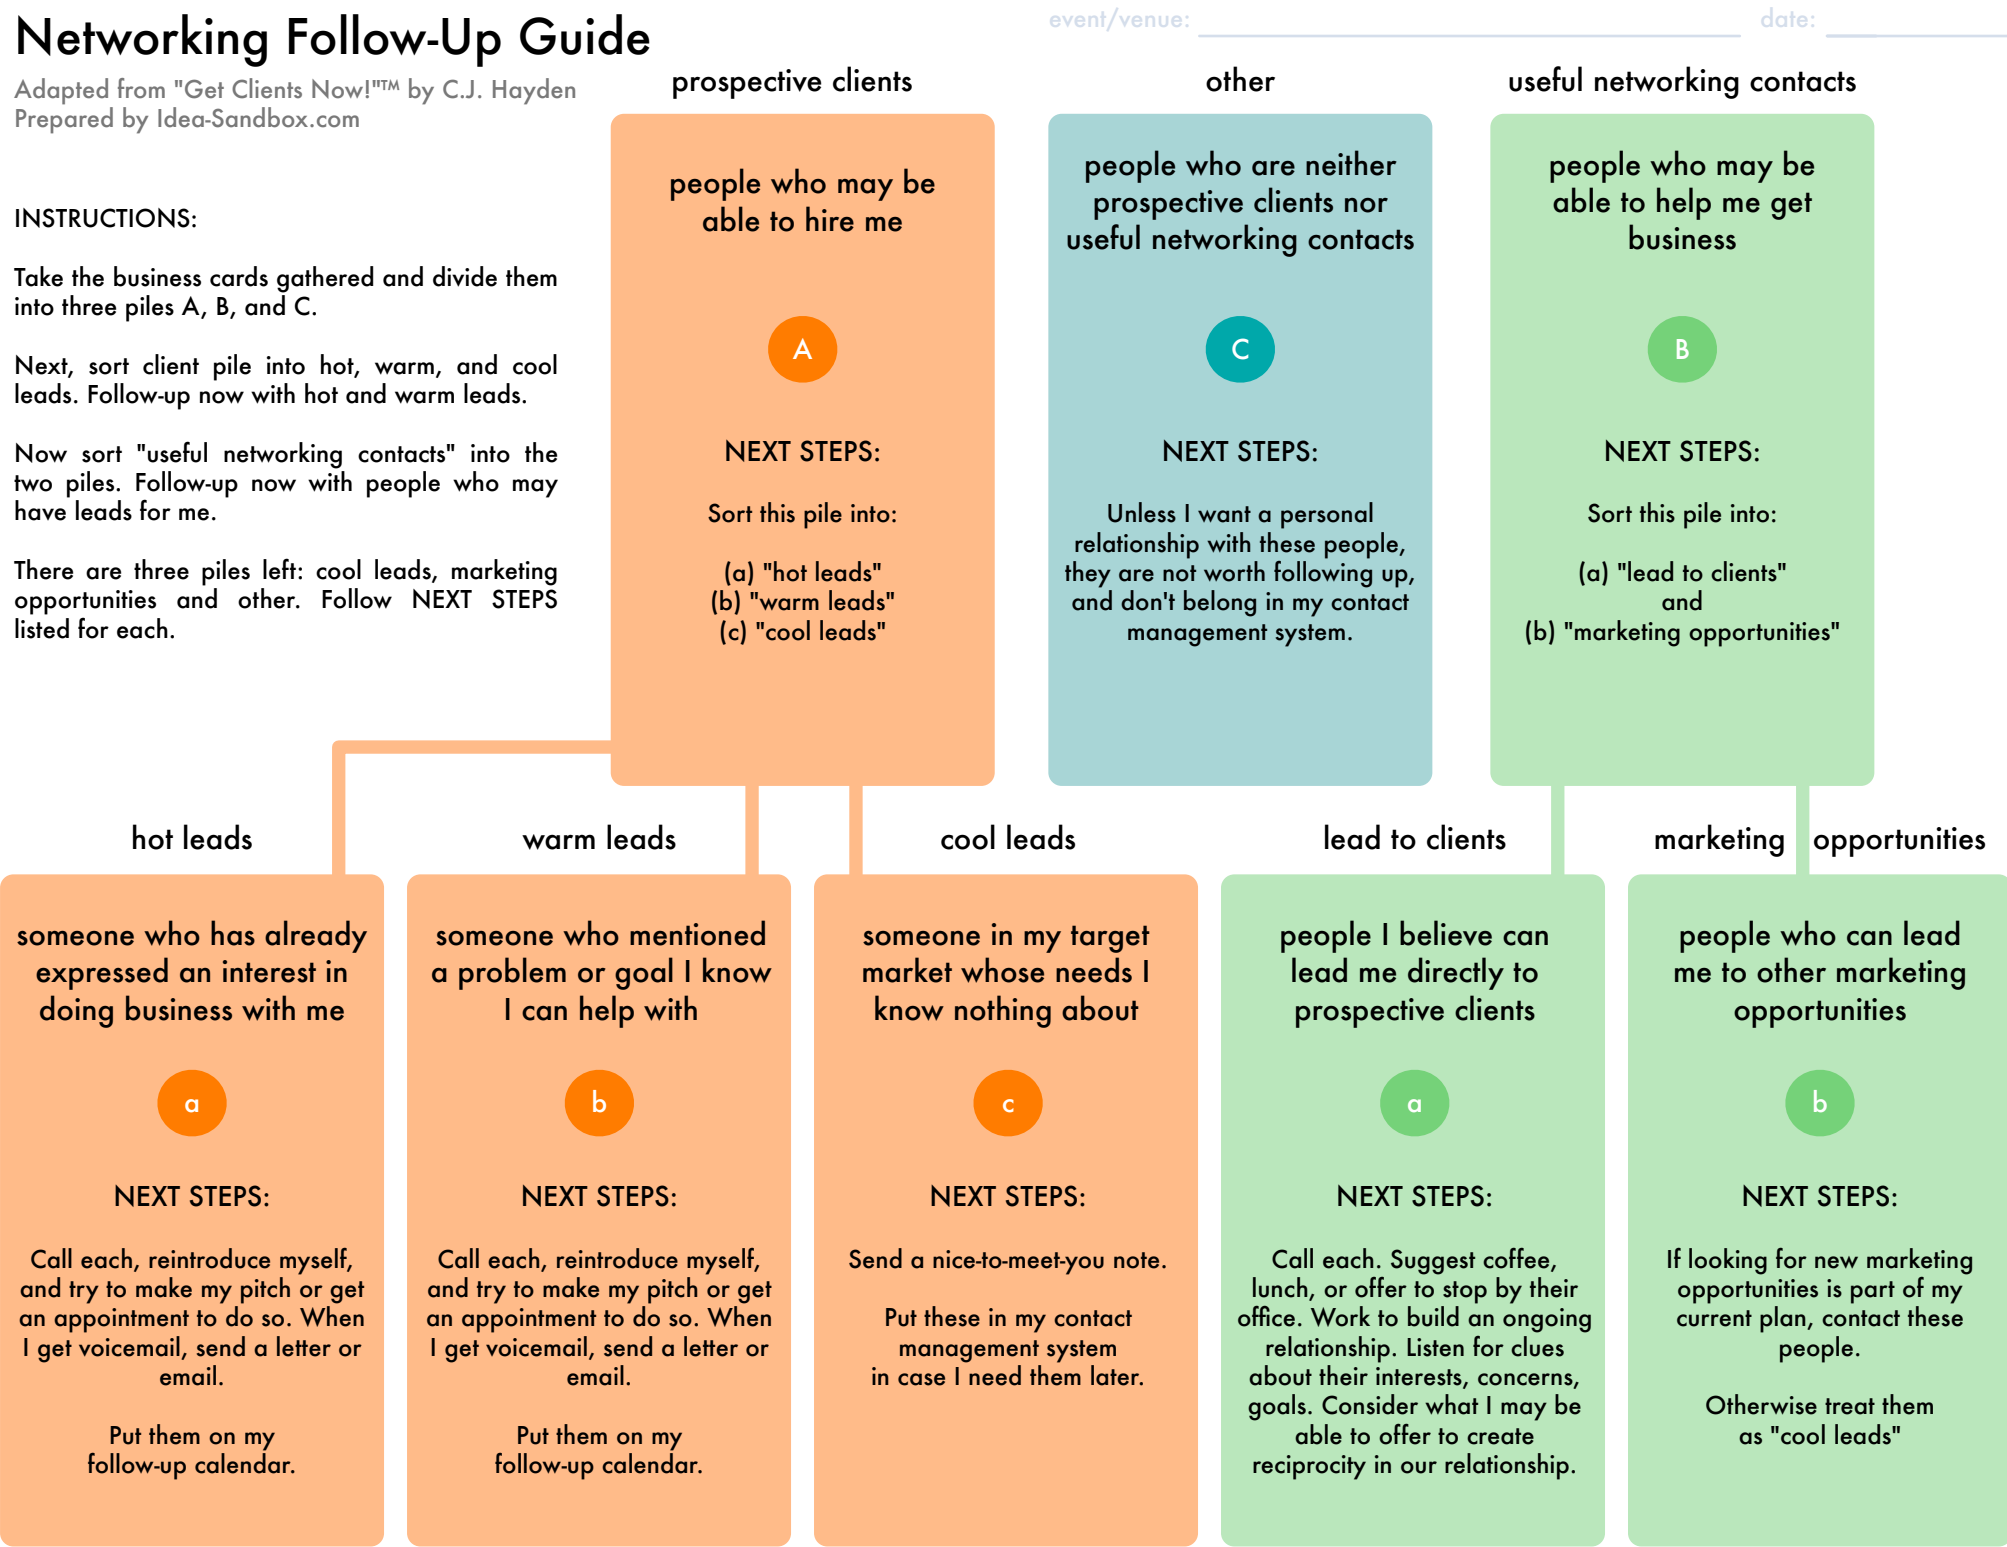 Networking Follow-Up Guide
Adapted from "Get Clients Now!"™ by C.J. Hayden
Prepared by Idea-Sandbox.com
event/venue:
date:
INSTRUCTIONS:
Take the business cards gathered and divide them
into three piles A, B, and C.
Next, sort client pile into hot, warm, and cool
leads. Follow-up now with hot and warm leads.
Now sort "useful networking contacts" into the
two piles. Follow-up now with people who may
have leads for me.
There are three piles left: cool leads, marketing
opportunities and other. Follow NEXT STEPS
listed for each.
prospective clients
people who may be
able to hire me
A
NEXT STEPS:
Sort this pile into:
(a) "hot leads"
(b) "warm leads"
(c) "cool leads"
other
people who are neither
prospective clients nor
useful networking contacts
C
NEXT STEPS:
Unless I want a personal
relationship with these people,
they are not worth following up,
and don't belong in my contact
management system.
useful networking contacts
people who may be
able to help me get
business
B
NEXT STEPS:
Sort this pile into:
(a) "lead to clients"
and
(b) "marketing opportunities"
hot leads
someone who has already
expressed an interest in
doing business with me
a
NEXT STEPS:
Call each, reintroduce myself,
and try to make my pitch or get
an appointment to do so. When
I get voicemail, send a letter or
email.
Put them on my
follow-up calendar.
warm leads
someone who mentioned
a problem or goal I know
I can help with
b
NEXT STEPS:
Call each, reintroduce myself,
and try to make my pitch or get
an appointment to do so. When
I get voicemail, send a letter or
email.
Put them on my
follow-up calendar.
cool leads
someone in my target
market whose needs I
know nothing about
c
NEXT STEPS:
Send a nice-to-meet-you note.
Put these in my contact
management system
in case I need them later.
lead to clients
people I believe can
lead me directly to
prospective clients
a
NEXT STEPS:
Call each. Suggest coffee,
lunch, or offer to stop by their
office. Work to build an ongoing
relationship. Listen for clues
about their interests, concerns,
goals. Consider what I may be
able to offer to create
reciprocity in our relationship.
marketing opportunities
people who can lead
me to other marketing
opportunities
b
NEXT STEPS:
If looking for new marketing
opportunities is part of my
current plan, contact these
people.
Otherwise treat them
as "cool leads"